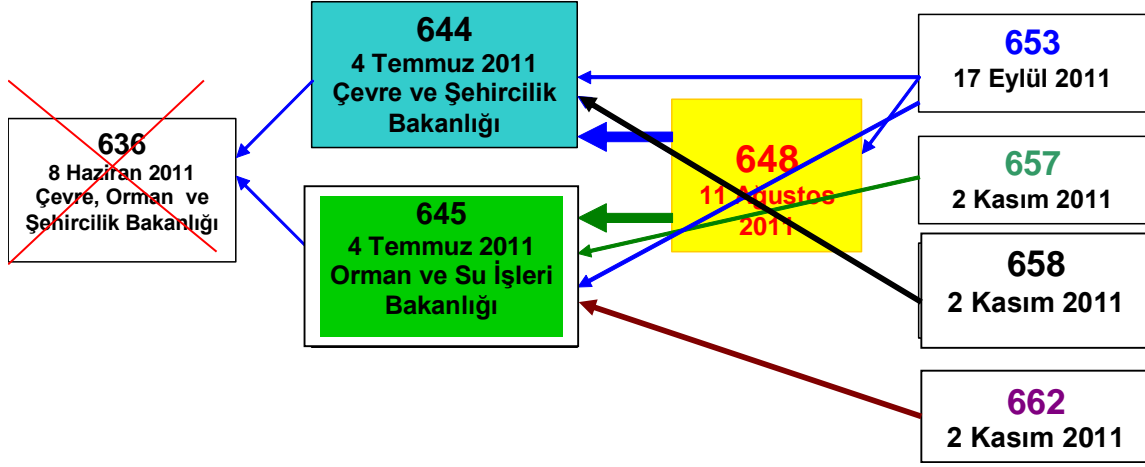 636
8 Haziran 2011
Çevre, Orman ve
Şehircilik Bakanlığı
644
4 Temmuz 2011
Çevre ve Şehircilik
Bakanlığı
645
4 Temmuz 2011
Orman ve Su İşleri
Bakanlığı
648
11 Ağustos
2011
653
17 Eylül 2011
657
2 Kasım 2011
658
2 Kasım 2011
662
2 Kasım 2011